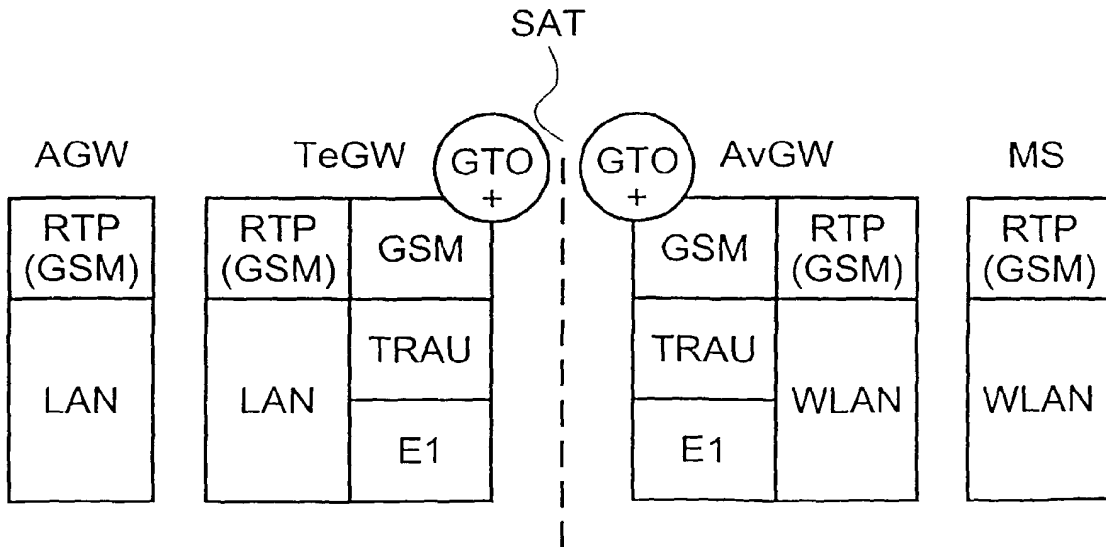 SAT
AGW
TeGW
GTO
+
GTO
+
AvGW
MS
RTP
(GSM)
RTP
(GSM)
GSM
GSM
RTP
(GSM)
RTP
(GSM)
LAN
LAN
TRAU
E1
TRAU
E1
WLAN
WLAN